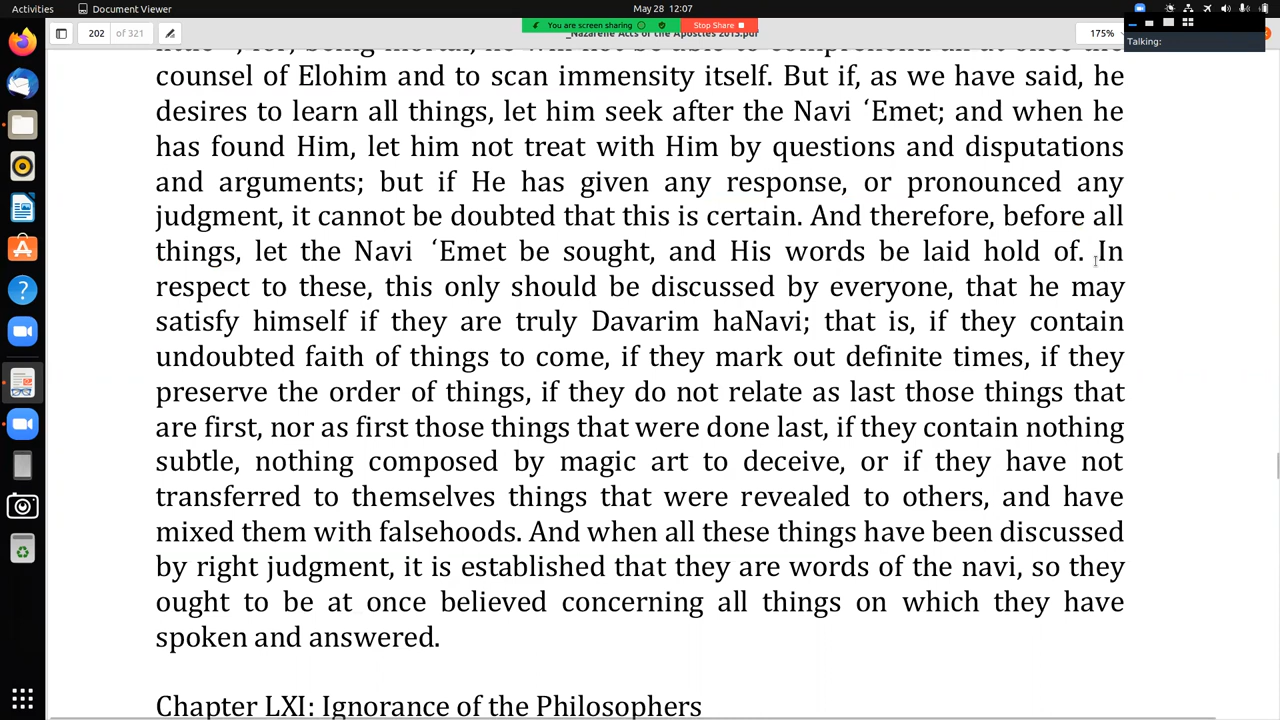 Activities
Document Viewer
May 28 12:07
You are screen sharing
Stop Share
202 of 321
_Nazarene Acts of the Apostles 2013.pdf
175%
Talking:
counsel of Elohim and to scan immensity itself. But if, as we have said, he
desires to learn all things, let him seek after the Navi ‘Emet; and when he
has found Him, let him not treat with Him by questions and disputations
and arguments; but if He has given any response, or pronounced any
judgment, it cannot be doubted that this is certain. And therefore, before all
things, let the Navi ‘Emet be sought, and His words be laid hold of. In
respect to these, this only should be discussed by everyone, that he may
satisfy himself if they are truly Davarim haNavi; that is, if they contain
undoubted faith of things to come, if they mark out definite times, if they
preserve the order of things, if they do not relate as last those things that
are first, nor as first those things that were done last, if they contain nothing
subtle, nothing composed by magic art to deceive, or if they have not
transferred to themselves things that were revealed to others, and have
mixed them with falsehoods. And when all these things have been discussed
by right judgment, it is established that they are words of the navi, so they
ought to be at once believed concerning all things on which they have
spoken and answered.
Chapter LXI: Ignorance of the Philosophers